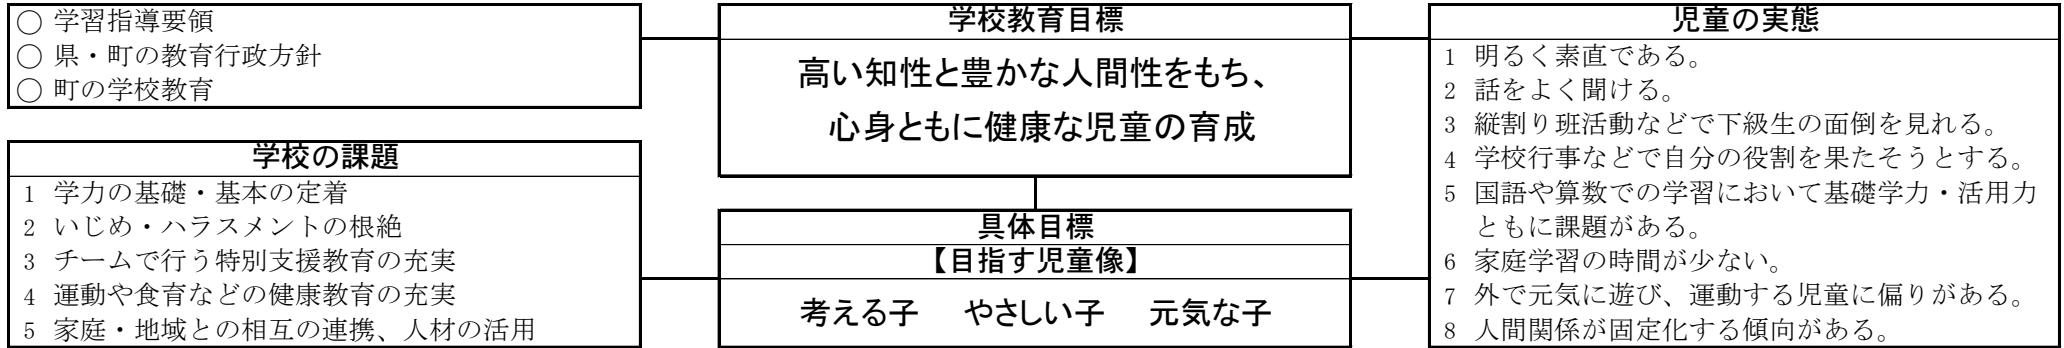 ○ 学習指導要領
○ 県・町の教育行政方針
○ 町の学校教育
学校の課題
1 学力の基礎・基本の定着
2 いじめ・ハラスメントの根絶
3 チームで行う特別支援教育の充実
4 運動や食育などの健康教育の充実
5 家庭・地域との相互の連携、人材の活用
学校教育目標
高い知性と豊かな人間性をもち、
心身ともに健康な児童の育成
具体目標
【目指す児童像】
考える子 やさしい子 元気な子
児童の実態
1 明るく素直である。
2 話をよく聞ける。
3 縦割り班活動などで下級生の面倒を見れる。
4 学校行事などで自分の役割を果たそうとする。
5 国語や算数での学習において基礎学力・活用力
ともに課題がある。
6 家庭学習の時間が少ない。
7 外で元気に遊び、運動する児童に偏りがある。
8 人間関係が固定化する傾向がある。